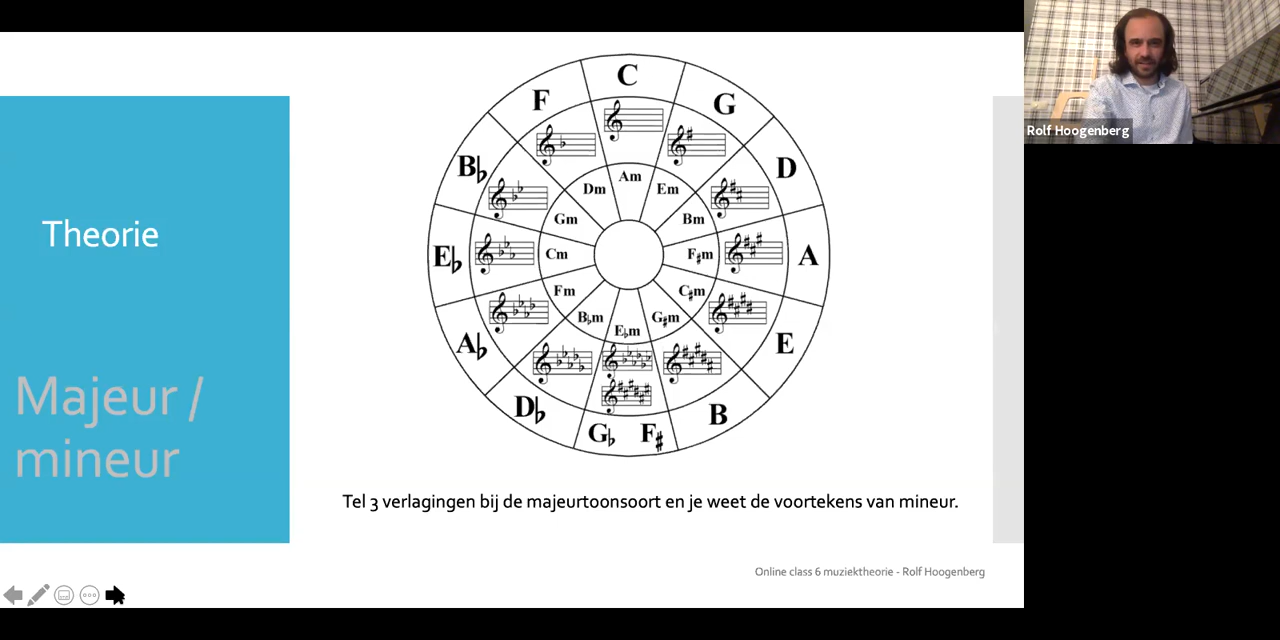 Theorie
Majeur /
mineur
C
G
D
A
E
B
F♯
G♭
D♭
A♭
E♭
B♭
F
Am
Em
Bm
F♯m
C♯m
G♯m
E♭m
B♭m
Fm
Cm
Gm
Dm
Tel 3 verlagingen bij de majeurtoonsoort en je weet de voortekens van mineur.
Online class 6 muziektheorie - Rolf Hoogenberg
Rolf Hoogenberg